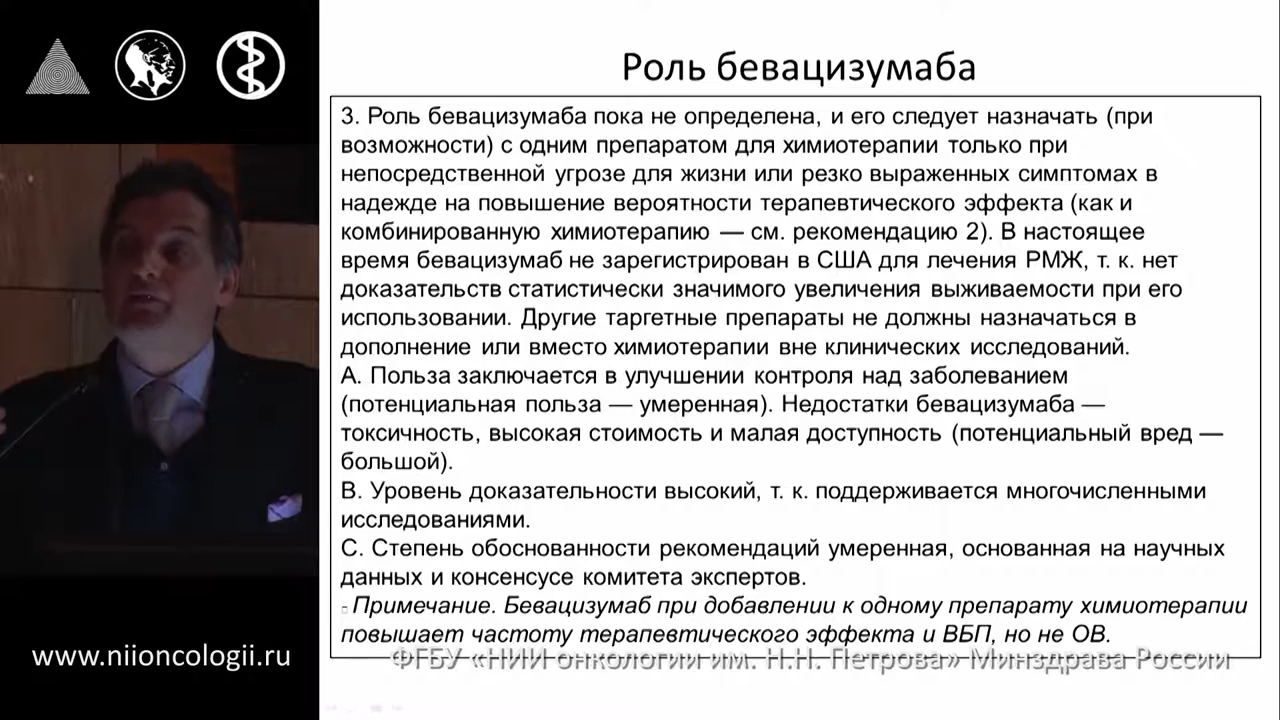 Роль бевацизумаба
3. Роль бевацизумаба пока не определена, и его следует назначать (при
возможности) с одним препаратом для химиотерапии только при
непосредственной угрозе для жизни или резко выраженных симптомах в
надежде на повышение вероятности терапевтического эффекта (как и
комбинированную химиотерапию — см. рекомендацию 2). В настоящее
время бевацизумаб не зарегистрирован в США для лечения РМЖ, т. к. нет
доказательств статистически значимого увеличения выживаемости при его
использовании. Другие таргетные препараты не должны назначаться в
дополнение или вместо химиотерапии вне клинических исследований.
А. Польза заключается в улучшении контроля над заболеванием
(потенциальная польза — умеренная). Недостатки бевацизумаба —
токсичность, высокая стоимость и малая доступность (потенциальный вред —
большой).
В. Уровень доказательности высокий, т. к. поддерживается многочисленными
исследованиями.
С. Степень обоснованности рекомендаций умеренная, основанная на научных
данных и консенсусе комитета экспертов.
- Примечание. Бевацизумаб при добавлении к одному препарату химиотерапии
повышает частоту терапевтического эффекта и ВБП, но не ОВ.
www.niioncologii.ru
ФГБУ «НИИ онкологии им. Н.Н. Петрова» Минздрава России